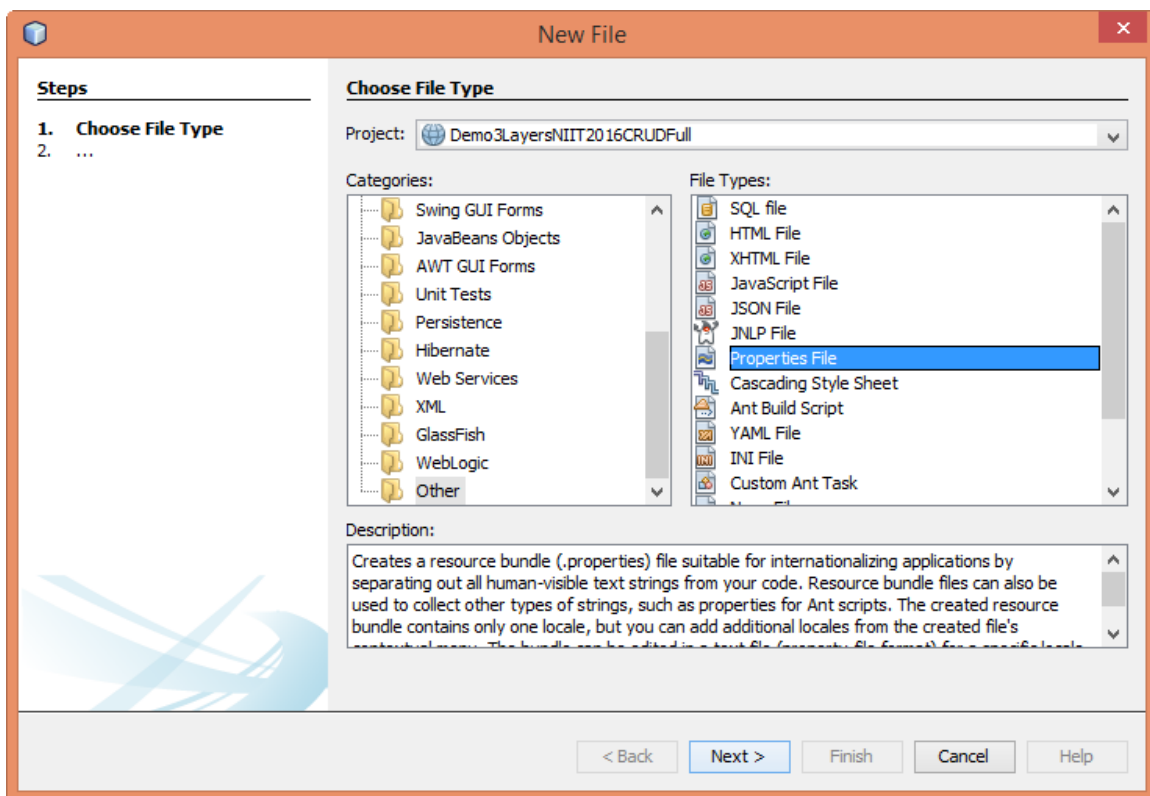 New File
Steps
1. Choose File Type
2. ...
Choose File Type
Project: Demo3LayersNIIT2016CRUDFull
Categories:
Swing GUI Forms
JavaBeans Objects
AWT GUI Forms
Unit Tests
Persistence
Hibernate
Web Services
XML
GlassFish
WebLogic
Other
File Types:
SQL file
HTML File
XHTML File
JavaScript File
JSON File
JNLP File
Properties File
Cascading Style Sheet
Ant Build Script
YAML File
INI File
Custom Ant Task
Description:
Creates a resource bundle (.properties) file suitable for internationalizing applications by
separating out all human-visible text strings from your code. Resource bundle files can also be
used to collect other types of strings, such as properties for Ant scripts. The created resource
bundle contains only one locale, but you can add additional locales from the created file's
< Back Next > Finish Cancel Help